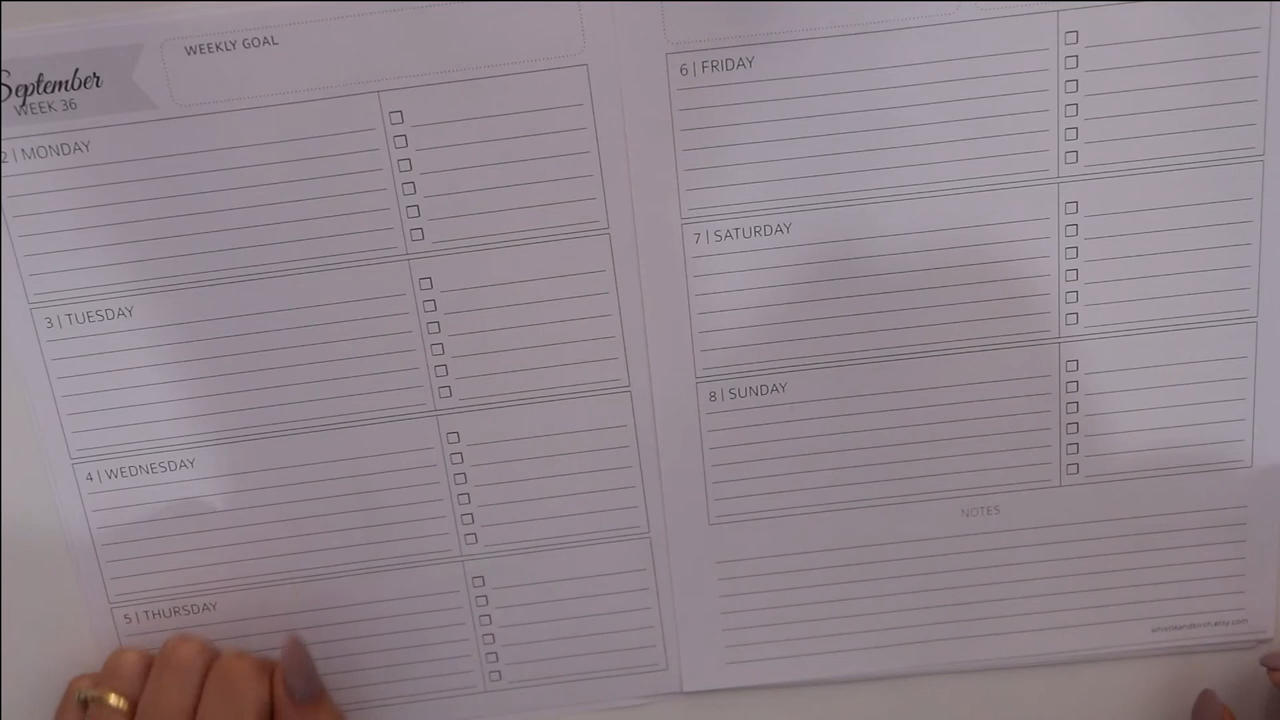 September
WEEK 36
WEEKLY GOAL
2 | MONDAY
3 | TUESDAY
4 | WEDNESDAY
5 | THURSDAY
6 | FRIDAY
7 | SATURDAY
8 | SUNDAY
NOTES